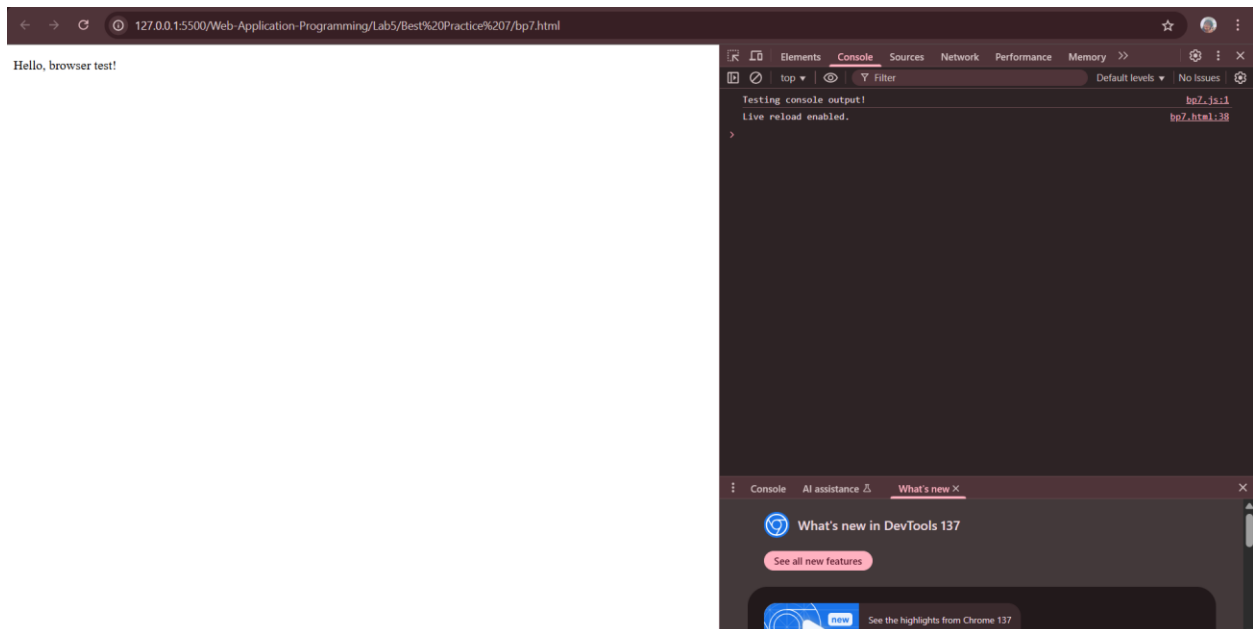 127.0.0.1:5500/Web-Application-Programming/Lab5/Best%20Practice%207/bp7.html
Hello, browser test!
Elements Console Sources Network Performance Memory
top Filter Default levels No Issues
Testing console output! bp7.js:1
Live reload enabled. bp7.html:38
Console AI assistance What's new
What's new in DevTools 137
See all new features
new See the highlights from Chrome 137